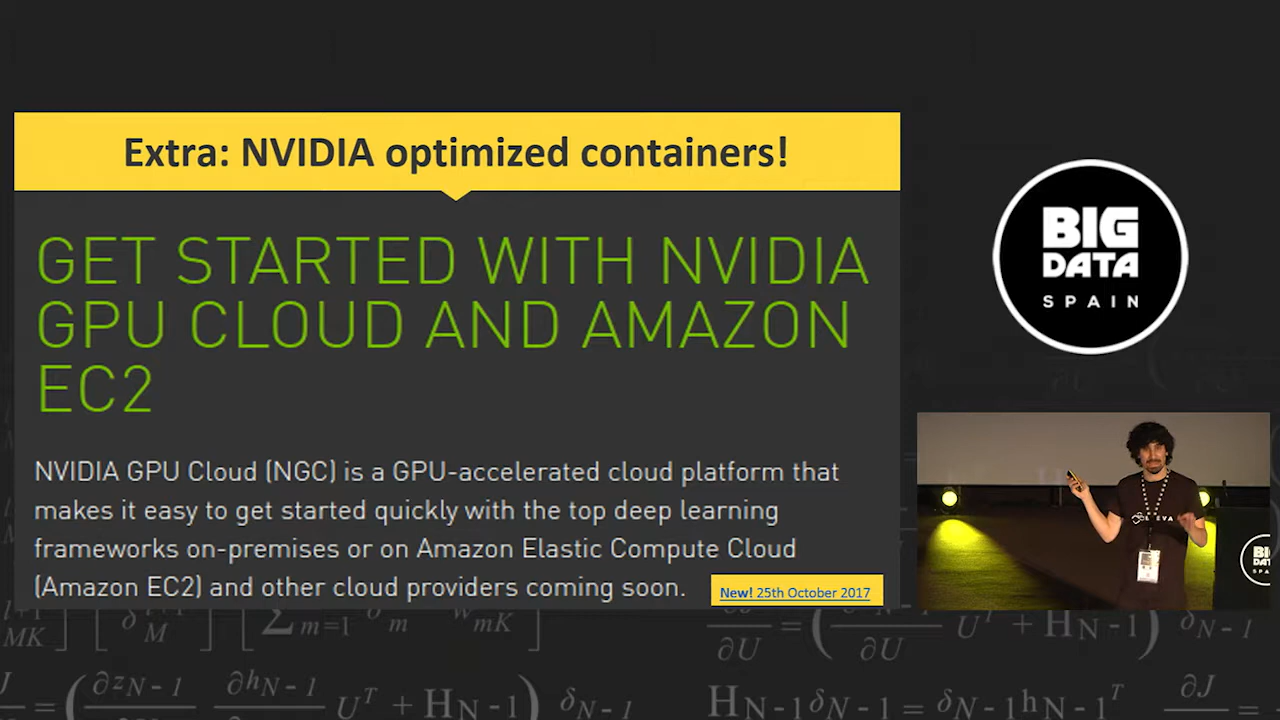 Extra: NVIDIA optimized containers!
GET STARTED WITH NVIDIA
GPU CLOUD AND AMAZON
EC2
NVIDIA GPU Cloud (NGC) is a GPU-accelerated cloud platform that
makes it easy to get started quickly with the top deep learning
frameworks on-premises or on Amazon Elastic Compute Cloud
(Amazon EC2) and other cloud providers coming soon.
New! 25th October 2017
BIG
DATA
SPAIN